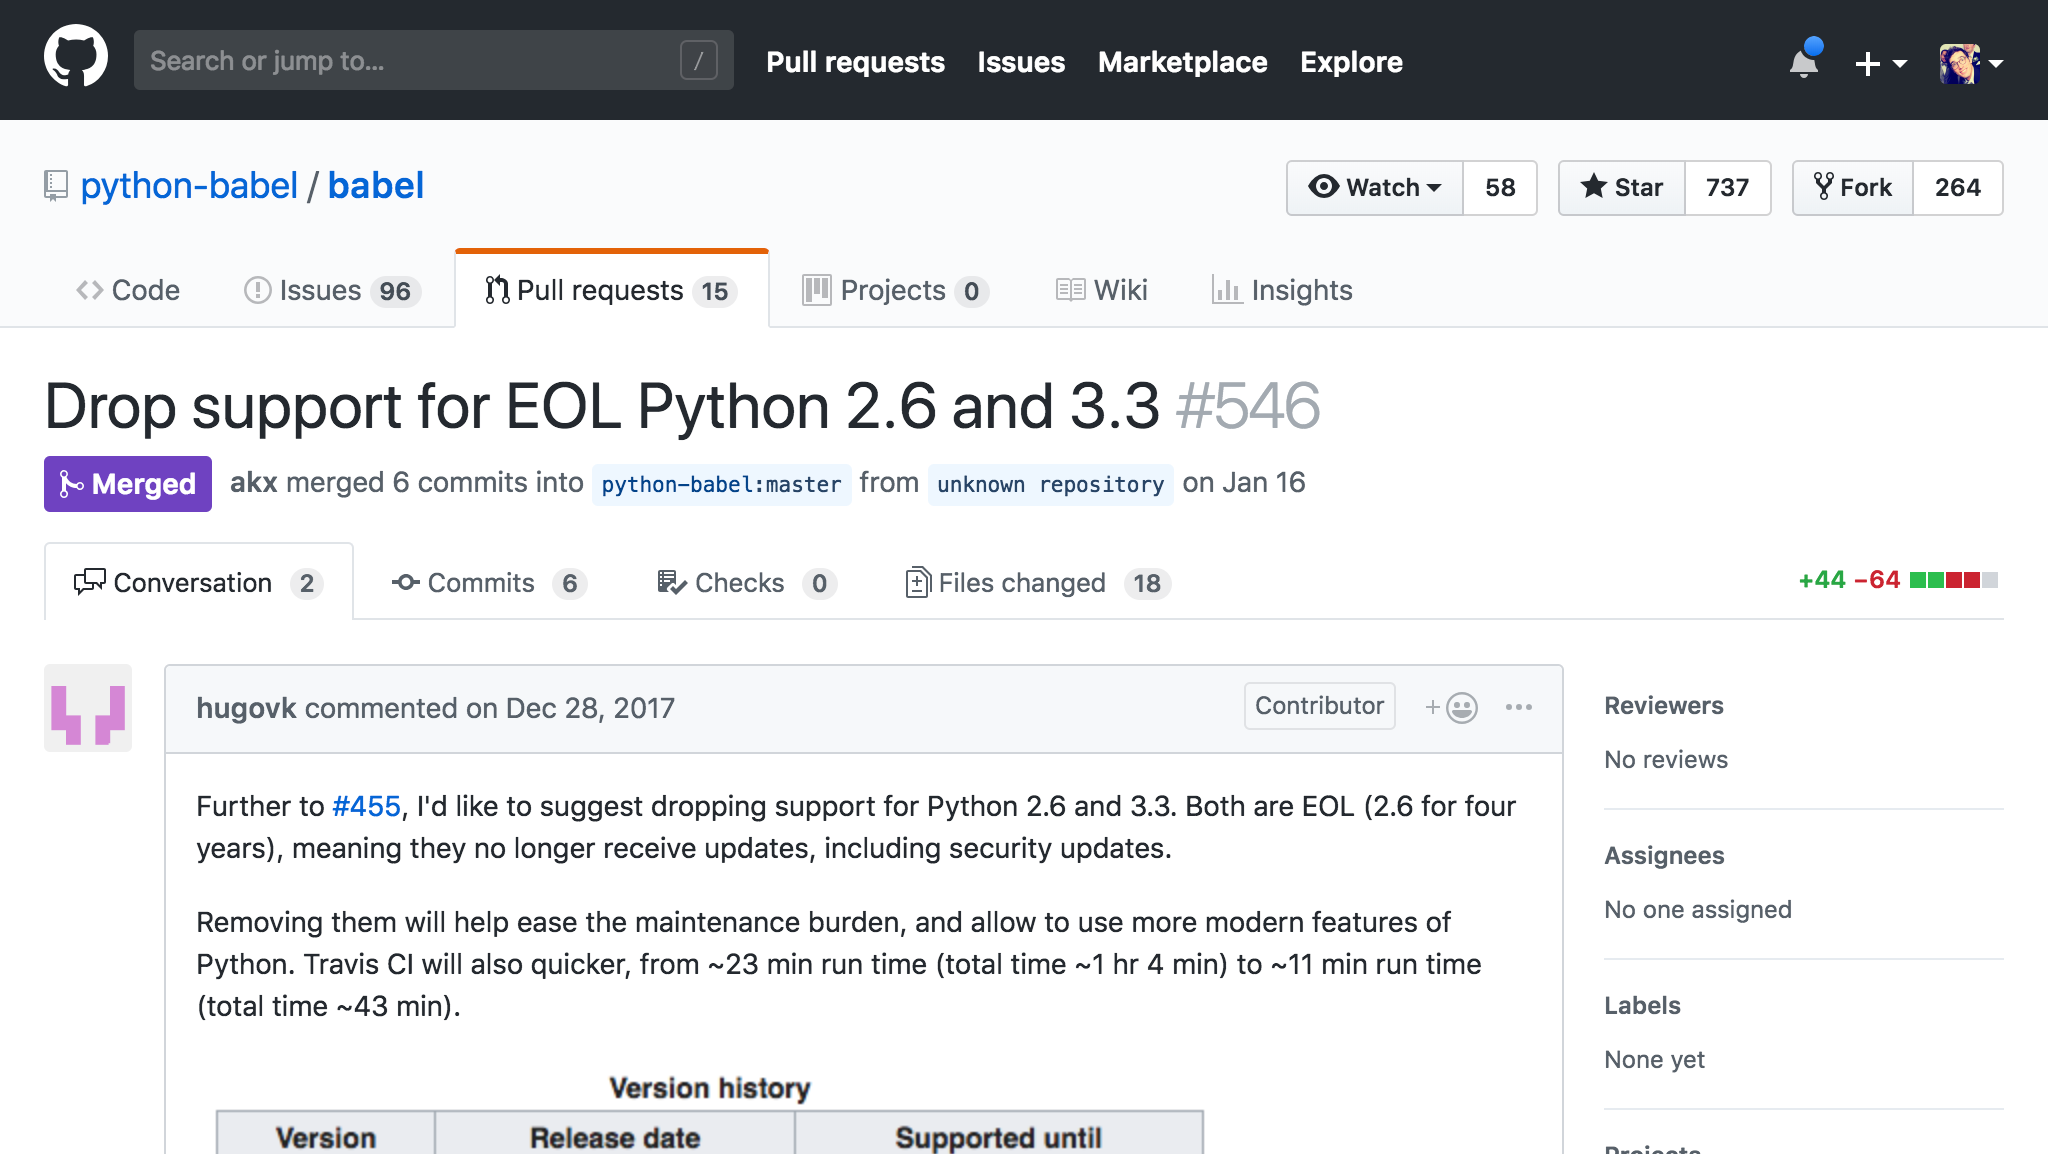 Search or jump to... /
Pull requests Issues Marketplace Explore
python-babel / babel
Watch 58 Star 737 Fork 264
Code Issues 96 Pull requests 15 Projects 0 Wiki Insights
Drop support for EOL Python 2.6 and 3.3 #546
Merged akx merged 6 commits into python-babel:master from unknown repository on Jan 16
Conversation 2 Commits 6 Checks 0 Files changed 18 +44 −64
hugovk commented on Dec 28, 2017 Contributor
Further to #455, I'd like to suggest dropping support for Python 2.6 and 3.3. Both are EOL (2.6 for four
years), meaning they no longer receive updates, including security updates.
Removing them will help ease the maintenance burden, and allow to use more modern features of
Python. Travis CI will also quicker, from ~23 min run time (total time ~1 hr 4 min) to ~11 min run time
(total time ~43 min).
Version history
Version Release date Supported until
Reviewers
No reviews
Assignees
No one assigned
Labels
None yet
Projects